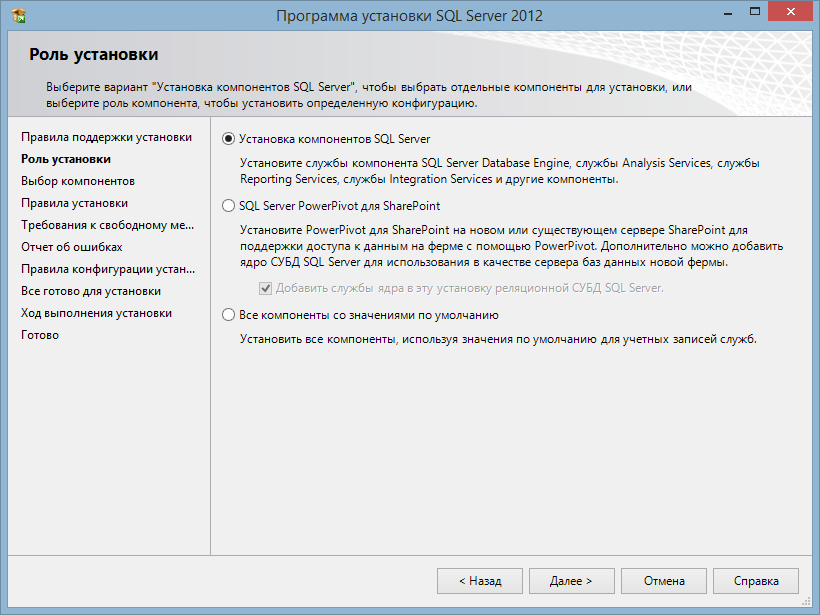 Программа установки SQL Server 2012
Роль установки
Выберите вариант "Установка компонентов SQL Server", чтобы выбрать отдельные компоненты для установки, или
выберите роль компонента, чтобы установить определенную конфигурацию.
Правила поддержки установки
Роль установки
Выбор компонентов
Правила установки
Требования к свободному ме...
Отчет об ошибках
Правила конфигурации устан...
Все готово для установки
Ход выполнения установки
Готово
Установка компонентов SQL Server
Установите службы компонента SQL Server Database Engine, службы Analysis Services, службы
Reporting Services, службы Integration Services и другие компоненты.
SQL Server PowerPivot для SharePoint
Установите PowerPivot для SharePoint на новом или существующем сервере SharePoint для
поддержки доступа к данным на ферме с помощью PowerPivot. Дополнительно можно добавить
ядро СУБД SQL Server для использования в качестве сервера баз данных новой фермы.
Добавить службы ядра в эту установку реляционной СУБД SQL Server.
Все компоненты со значениями по умолчанию
Установить все компоненты, используя значения по умолчанию для учетных записей служб.
< Назад
Далее >
Отмена
Справка